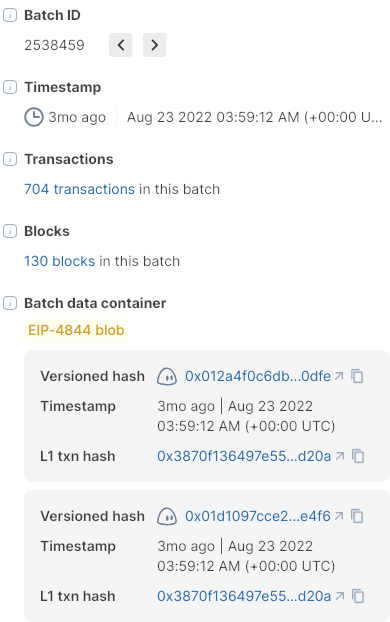 Batch ID
2538459
Timestamp
3mo ago Aug 23 2022 03:59:12 AM (+00:00 U...
Transactions
704 transactions in this batch
Blocks
130 blocks in this batch
Batch data container
EIP-4844 blob
Versioned hash 0x012a4f0c6db...0dfe
Timestamp 3mo ago | Aug 23 2022
03:59:12 AM (+00:00 UTC)
L1 txn hash 0x3870f136497e55...d20a
Versioned hash 0x01d1097cce2...e4f6
Timestamp 3mo ago | Aug 23 2022
03:59:12 AM (+00:00 UTC)
L1 txn hash 0x3870f136497e55...d20a